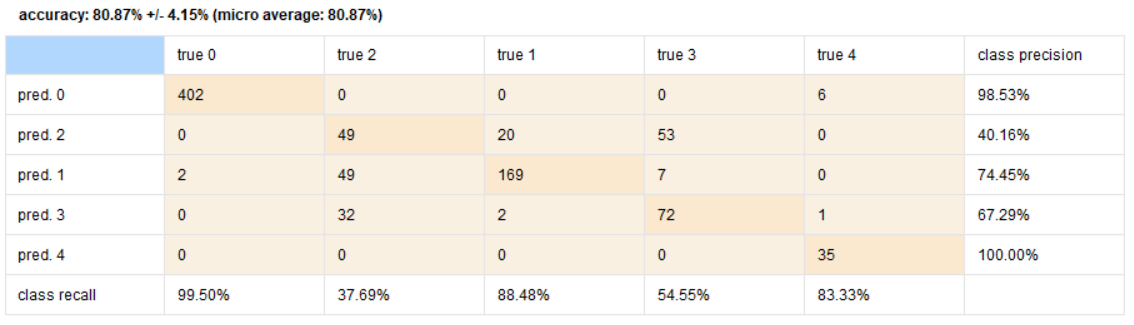 accuracy: 80.87% +/- 4.15% (micro average: 80.87%)
true 0 true 2 true 1 true 3 true 4 class precision
pred. 0 402 0 0 0 6 98.53%
pred. 2 0 49 20 53 0 40.16%
pred. 1 2 49 169 7 0 74.45%
pred. 3 0 32 2 72 1 67.29%
pred. 4 0 0 0 0 35 100.00%
class recall 99.50% 37.69% 88.48% 54.55% 83.33%